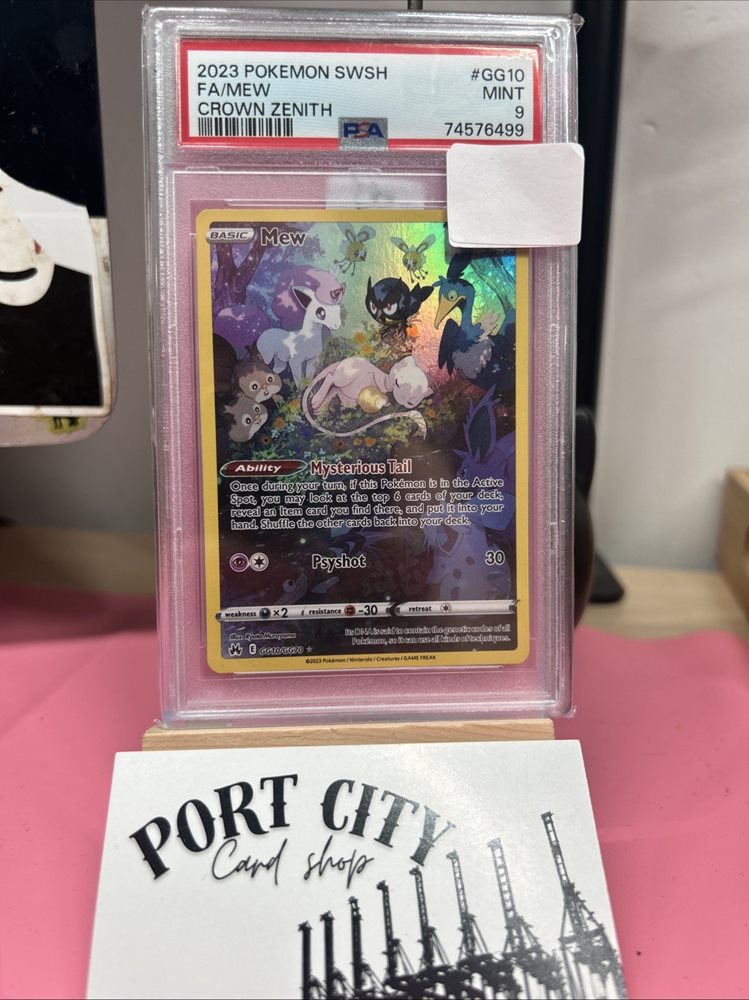 2023 POKEMON SWSH #GG10
FA/MEW MINT
CROWN ZENITH 9
PSA 74576499
BASIC Mew
Ability Mysterious Tail
Once during your turn, if this Pokémon is in the Active
Spot, you may look at the top 6 cards of your deck,
reveal an Item card you find there, and put it into your
hand. Shuffle the other cards back into your deck.
Psyshot 30
weakness ×2 resistance -30 retreat
Illus. Ryota Murayama
Its DNA is said to contain the genetic codes of all
Pokémon, so it can use all kinds of techniques.
E GG10/GG70
©2023 Pokémon / Nintendo / Creatures / GAME FREAK
PORT CITY
Card shop